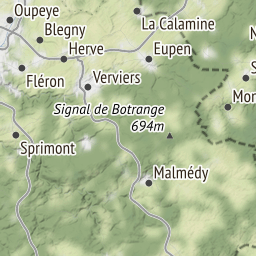 Oupeye
La Calamine
Blegny
Herve
Eupen
Fléron
Verviers
Signal de Botrange
694m
Sprimont
Malmédy